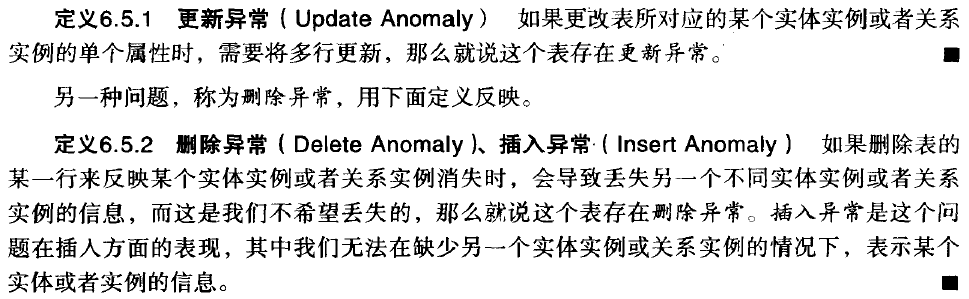 定义6.5.1 更新异常（Update Anomaly） 如果更改表所对应的某个实体实例或者关系
实例的单个属性时，需要将多行更新，那么就说这个表存在更新异常。 ■
另一种问题，称为删除异常，用下面定义反映。
定义6.5.2 删除异常（Delete Anomaly）、插入异常（Insert Anomaly） 如果删除表的
某一行来反映某个实体实例或者关系实例消失时，会导致丢失另一个不同实体实例或者关系
实例的信息，而这是我们不希望丢失的，那么就说这个表存在删除异常。插入异常是这个问
题在插人方面的表现，其中我们无法在缺少另一个实体实例或关系实例的情况下，表示某个
实体或者实例的信息。 ■